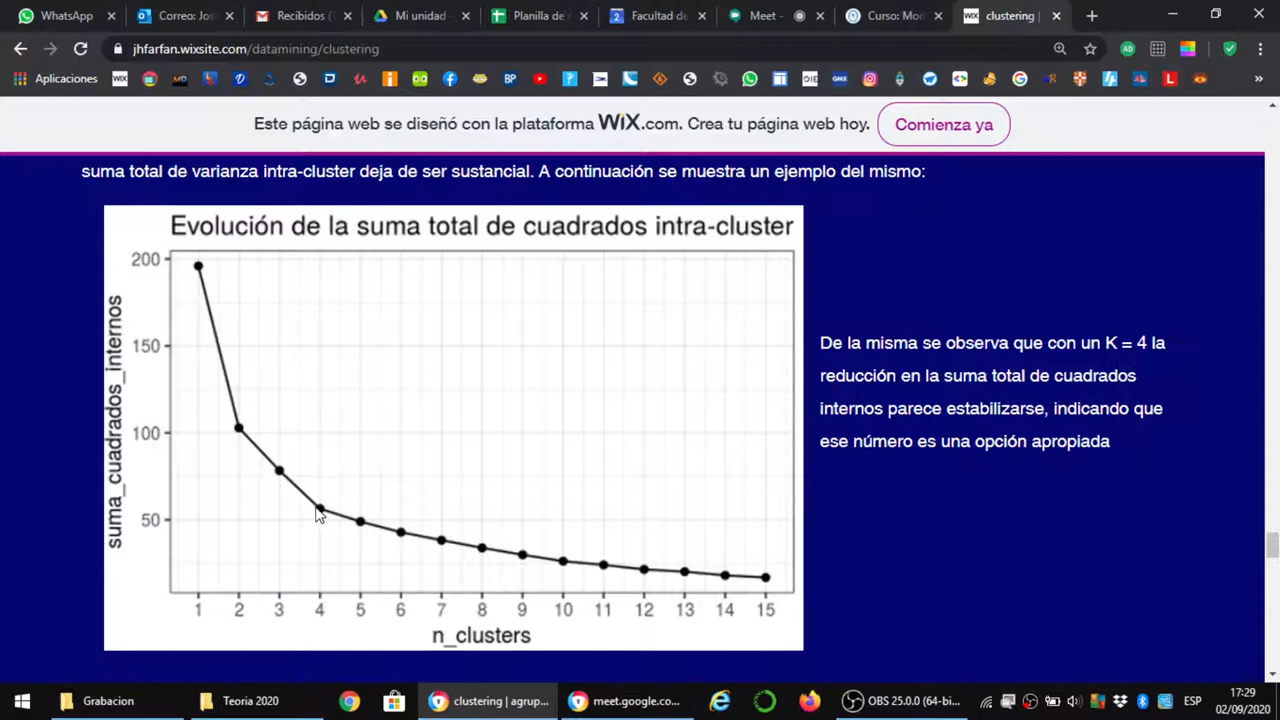 WhatsApp
Correo: Jos
Recibidos (
Mi unidad -
Planilla de A
Facultad de
Meet -
Curso: Mod
WiX clustering |
jhfarfan.wixsite.com/datamining/clustering
Aplicaciones
Este página web se diseñó con la plataforma WiX.com. Crea tu página web hoy.
Comienza ya
suma total de varianza intra-cluster deja de ser sustancial. A continuación se muestra un ejemplo del mismo:
Evolución de la suma total de cuadrados intra-cluster
200
150
100
50
suma_cuadrados_internos
1 2 3 4 5 6 7 8 9 10 11 12 13 14 15
n_clusters
De la misma se observa que con un K = 4 la
reducción en la suma total de cuadrados
internos parece estabilizarse, indicando que
ese número es una opción apropiada
Grabacion
Teoria 2020
clustering | agrup...
meet.google.co...
OBS 25.0.0 (64-bi...
ESP
17:29
02/09/2020